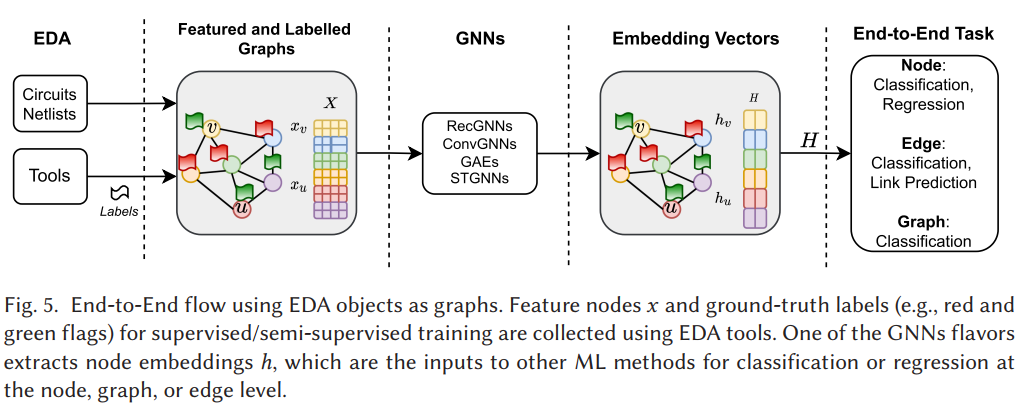 EDA
Featured and Labelled
Graphs
GNNs
Embedding Vectors
End-to-End Task
Circuits
Netlists
Tools
Labels
v
u
X
x_v
x_u
RecGNNs
ConvGNNs
GAEs
STGNNs
v
u
H
h_v
h_u
H
Node:
Classification,
Regression
Edge:
Classification,
Link Prediction
Graph:
Classification
Fig. 5. End-to-End flow using EDA objects as graphs. Feature nodes x and ground-truth labels (e.g., red and
green flags) for supervised/semi-supervised training are collected using EDA tools. One of the GNNs flavors
extracts node embeddings h, which are the inputs to other ML methods for classification or regression at
the node, graph, or edge level.